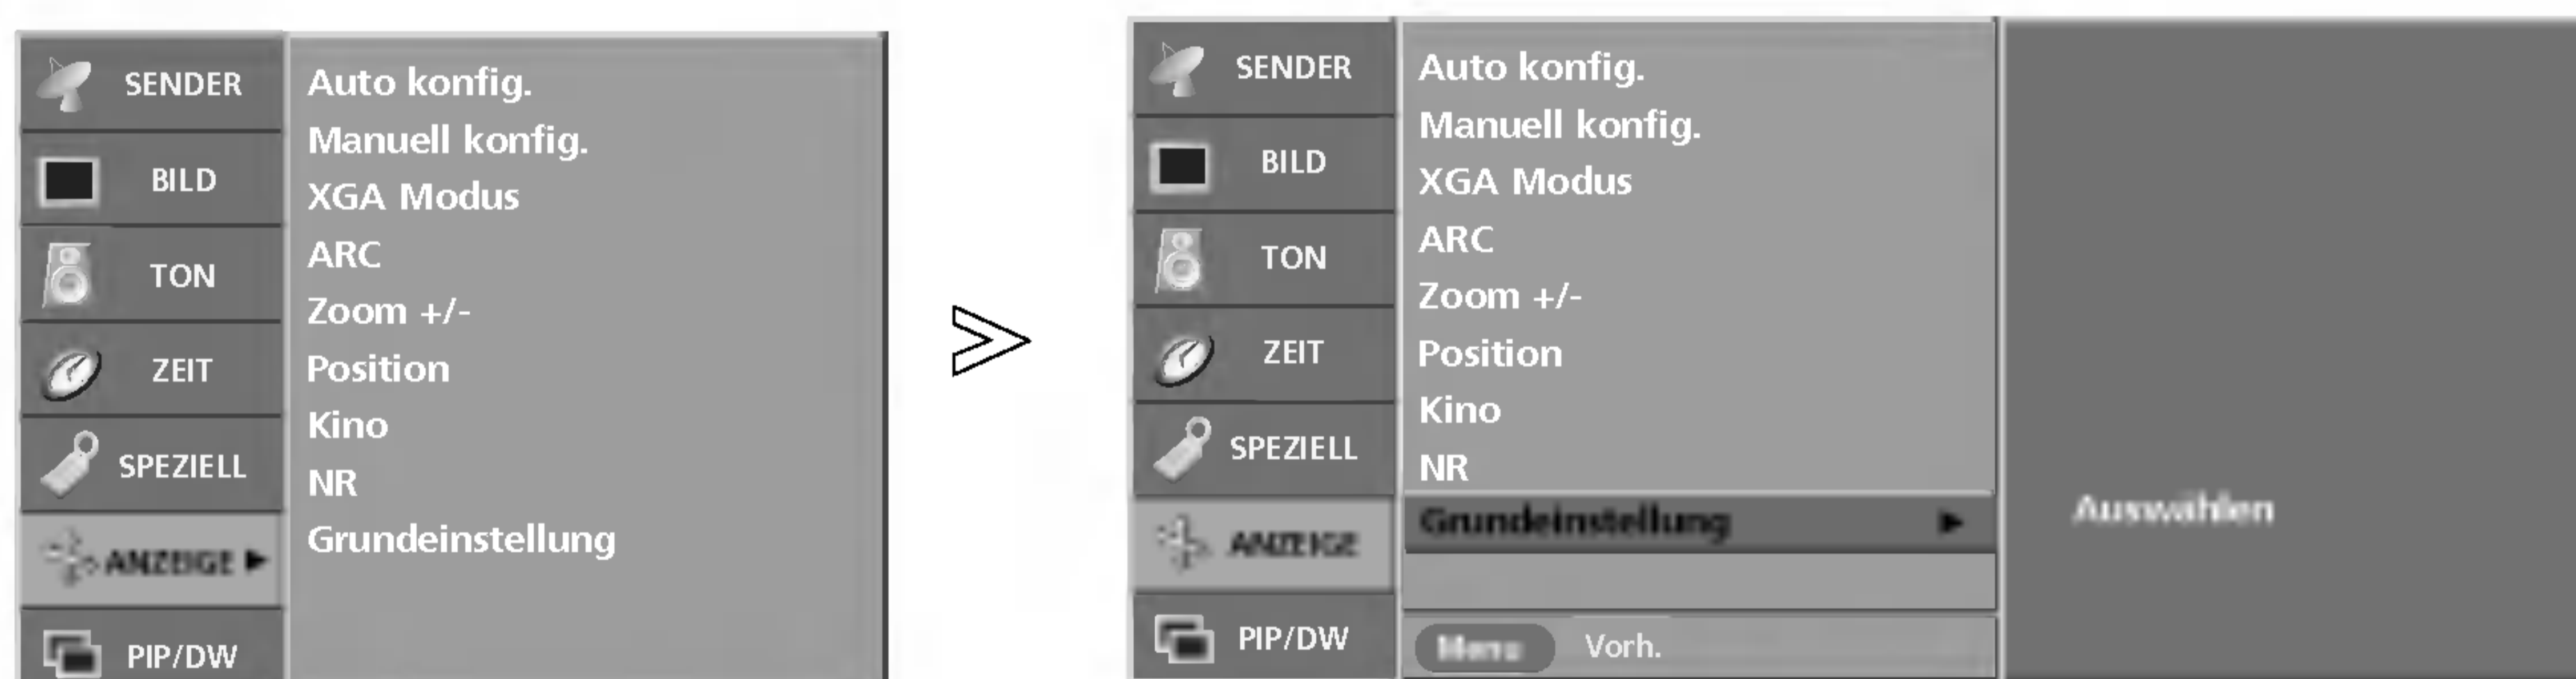 SENDER
BILD
TON
ZEIT
SPEZIELL
ANZEIGE
PIP/DW
Auto konfig.
Manuell konfig.
XGA Modus
ARC
Zoom +/-
Position
Kino
NR
Grundeinstellung
SENDER
BILD
TON
ZEIT
SPEZIELL
ANZEIGE
PIP/DW
Auto konfig.
Manuell konfig.
XGA Modus
ARC
Zoom +/-
Position
Kino
NR
Grundeinstellung
Menu Vorh.
Auswählen